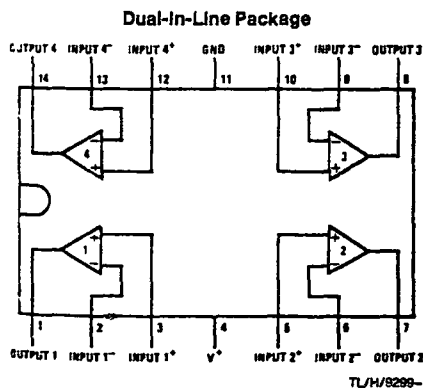 Dual-In-Line Package
OUTPUT 4 INPUT 4⁻ INPUT 4⁺ GND INPUT 3⁺ INPUT 3⁻ OUTPUT 3
14 13 12 11 10 9 8
− −
4 3
+ +
+ +
1 2
− −
1 2 3 4 5 6 7
OUTPUT 1 INPUT 1⁻ INPUT 1⁺ V⁺ INPUT 2⁺ INPUT 2⁻ OUTPUT 2
TL/H/9299–